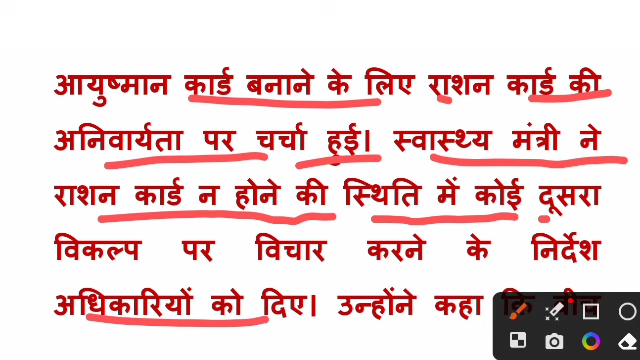 आयुष्मान कार्ड बनाने के लिए राशन कार्ड की
अनिवार्यता पर चर्चा हुई। स्वास्थ्य मंत्री ने
राशन कार्ड न होने की स्थिति में कोई दूसरा
विकल्प पर विचार करने के निर्देश
अधिकारियों को दिए। उन्होंने कहा कि